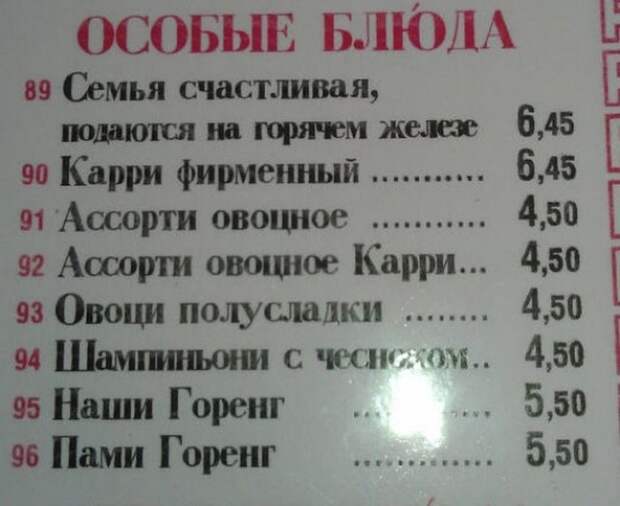 ОСОБЫЕ БЛЮДА
89 Семья счастливая,
подаются на горячем железе 6,45
90 Карри фирменный ........... 6,45
91 Ассорти овоцное ........... 4,50
92 Ассорти овоцное Карри... 4,50
93 Овоци полусладки ........ 4,50
94 Шампиньони с чесноком.. 4,50
95 Наши Горенг ............. 5,50
96 Пами Горенг ............. 5,50